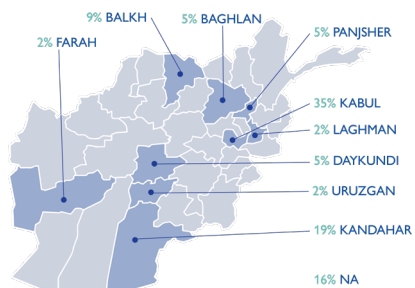 9% BALKH
5% BAGHLAN
5% PANJSHER
2% FARAH
35% KABUL
2% LAGHMAN
5% DAYKUNDI
2% URUZGAN
19% KANDAHAR
16% NA